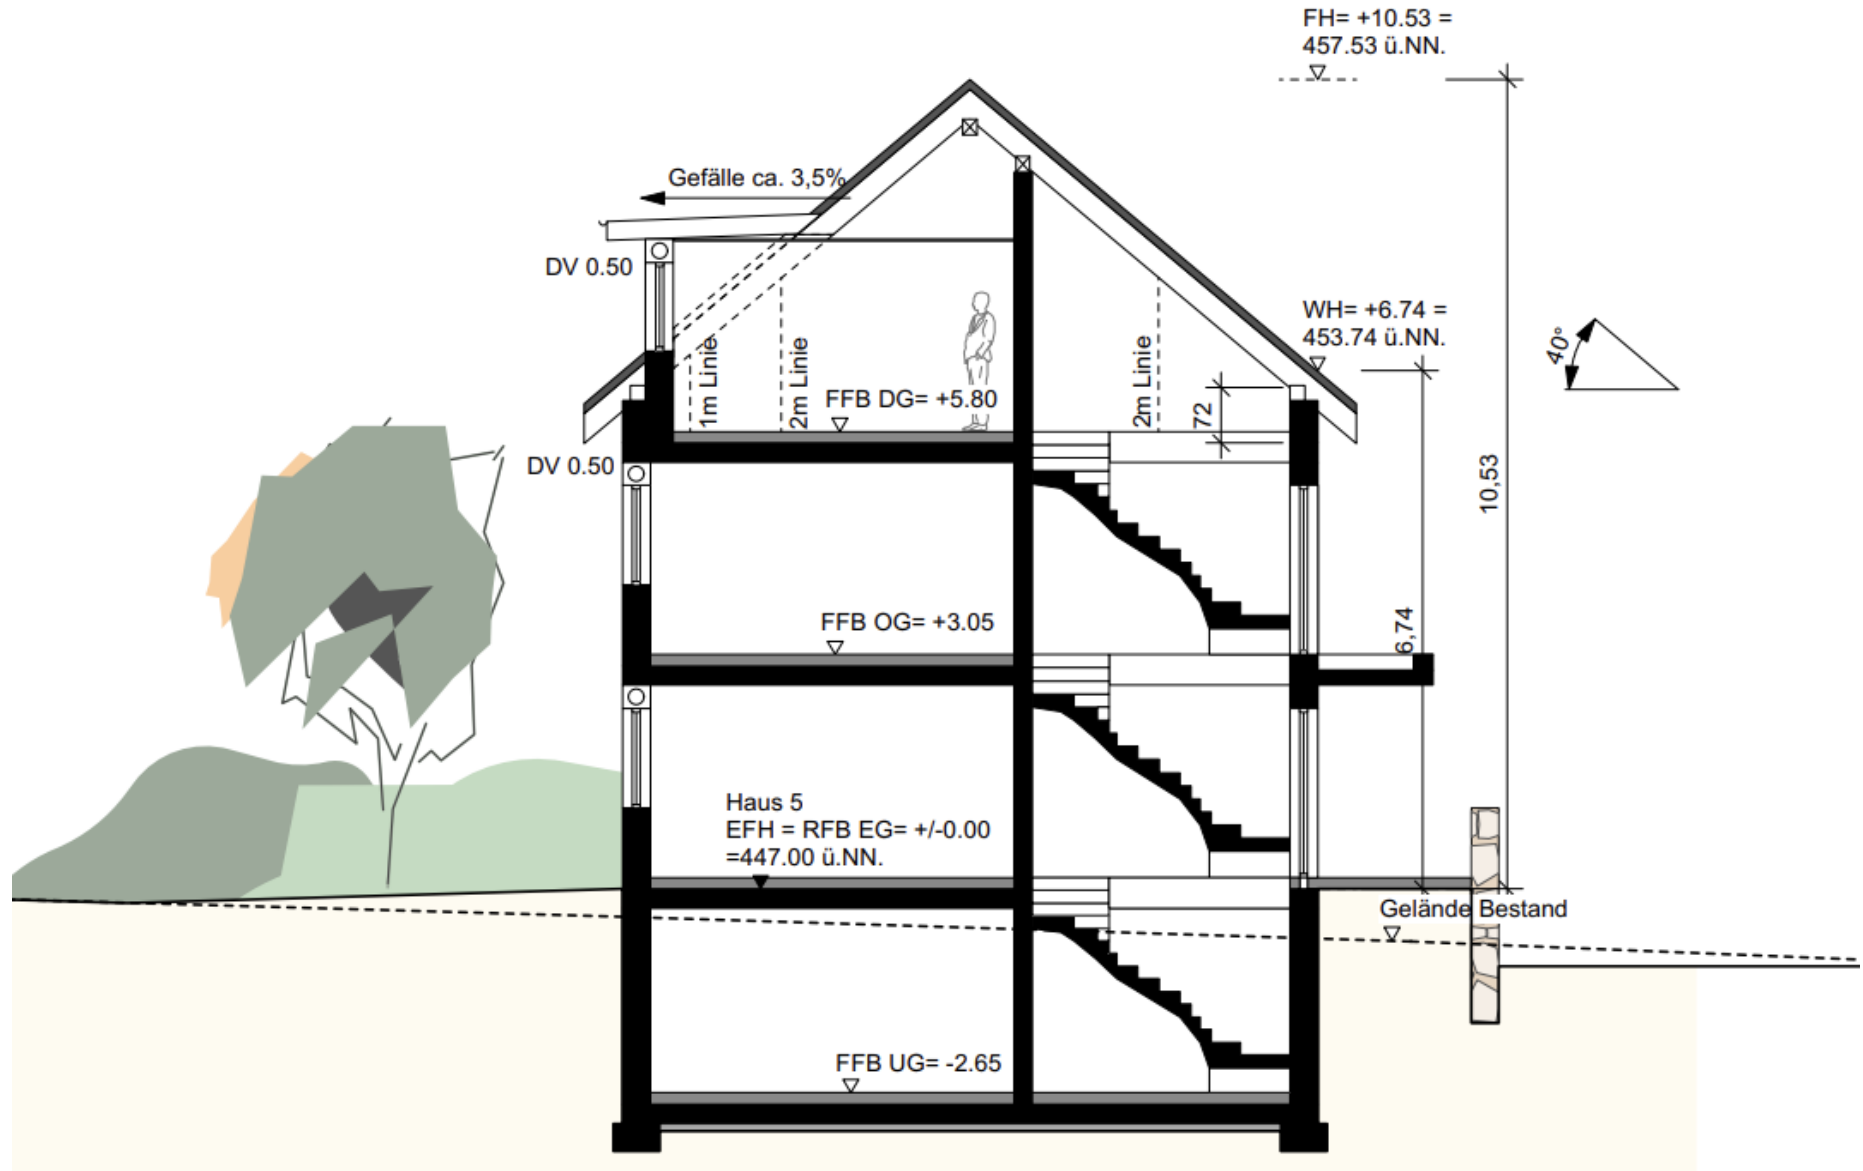 FH= +10.53 =
457.53 ü.NN.
Gefälle ca. 3,5%
DV 0.50
WH= +6.74 =
453.74 ü.NN.
40°
1m Linie
2m Linie
2m Linie
FFB DG= +5.80
72
DV 0.50
10,53
FFB OG= +3.05
6,74
Haus 5
EFH = RFB EG= +/-0.00
=447.00 ü.NN.
Gelände Bestand
FFB UG= -2.65